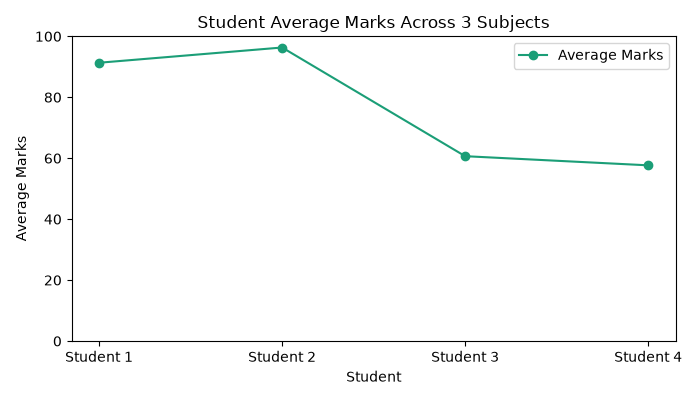 Student Average Marks Across 3 Subjects
Average Marks
100
80
60
40
20
0
Average Marks
Student 1
Student 2
Student 3
Student 4
Student